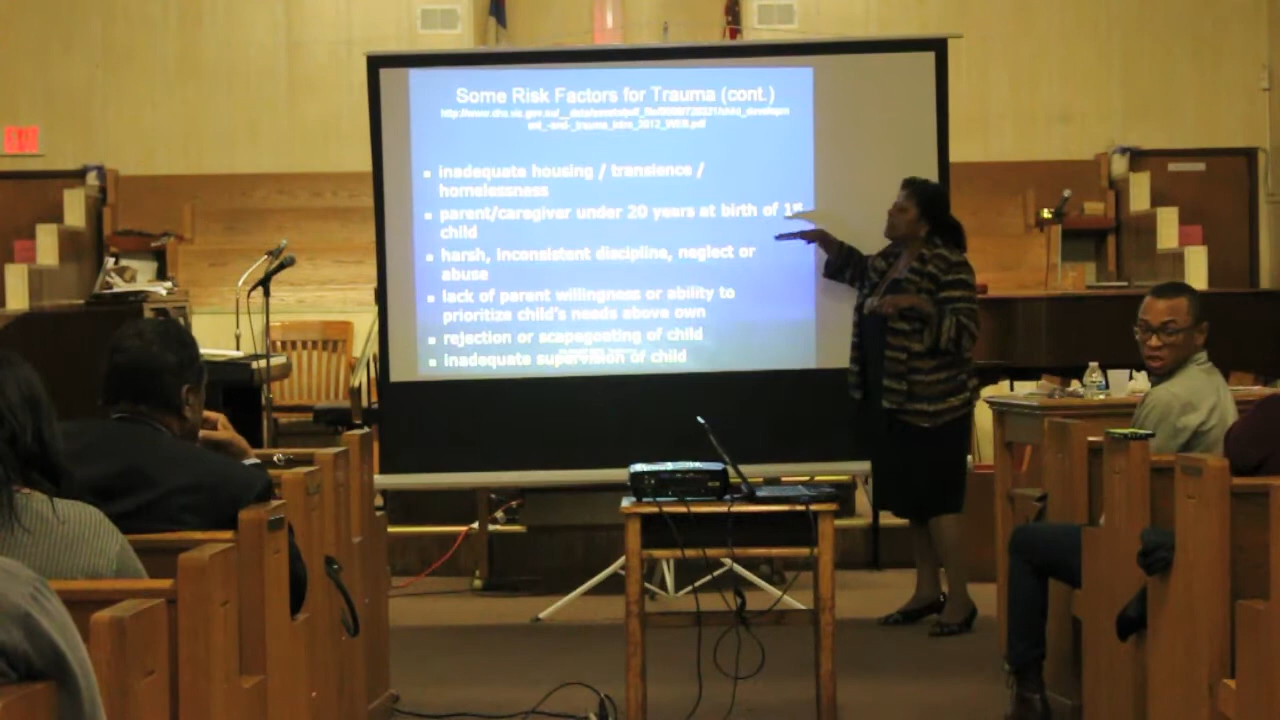 Some Risk Factors for Trauma (cont.)
inadequate housing / transience /
homelessness
parent/caregiver under 20 years at birth of 1st
child
harsh, inconsistent discipline, neglect or
abuse
lack of parent willingness or ability to
prioritize child's needs above own
rejection or scapegoating of child
inadequate supervision of child
EXIT